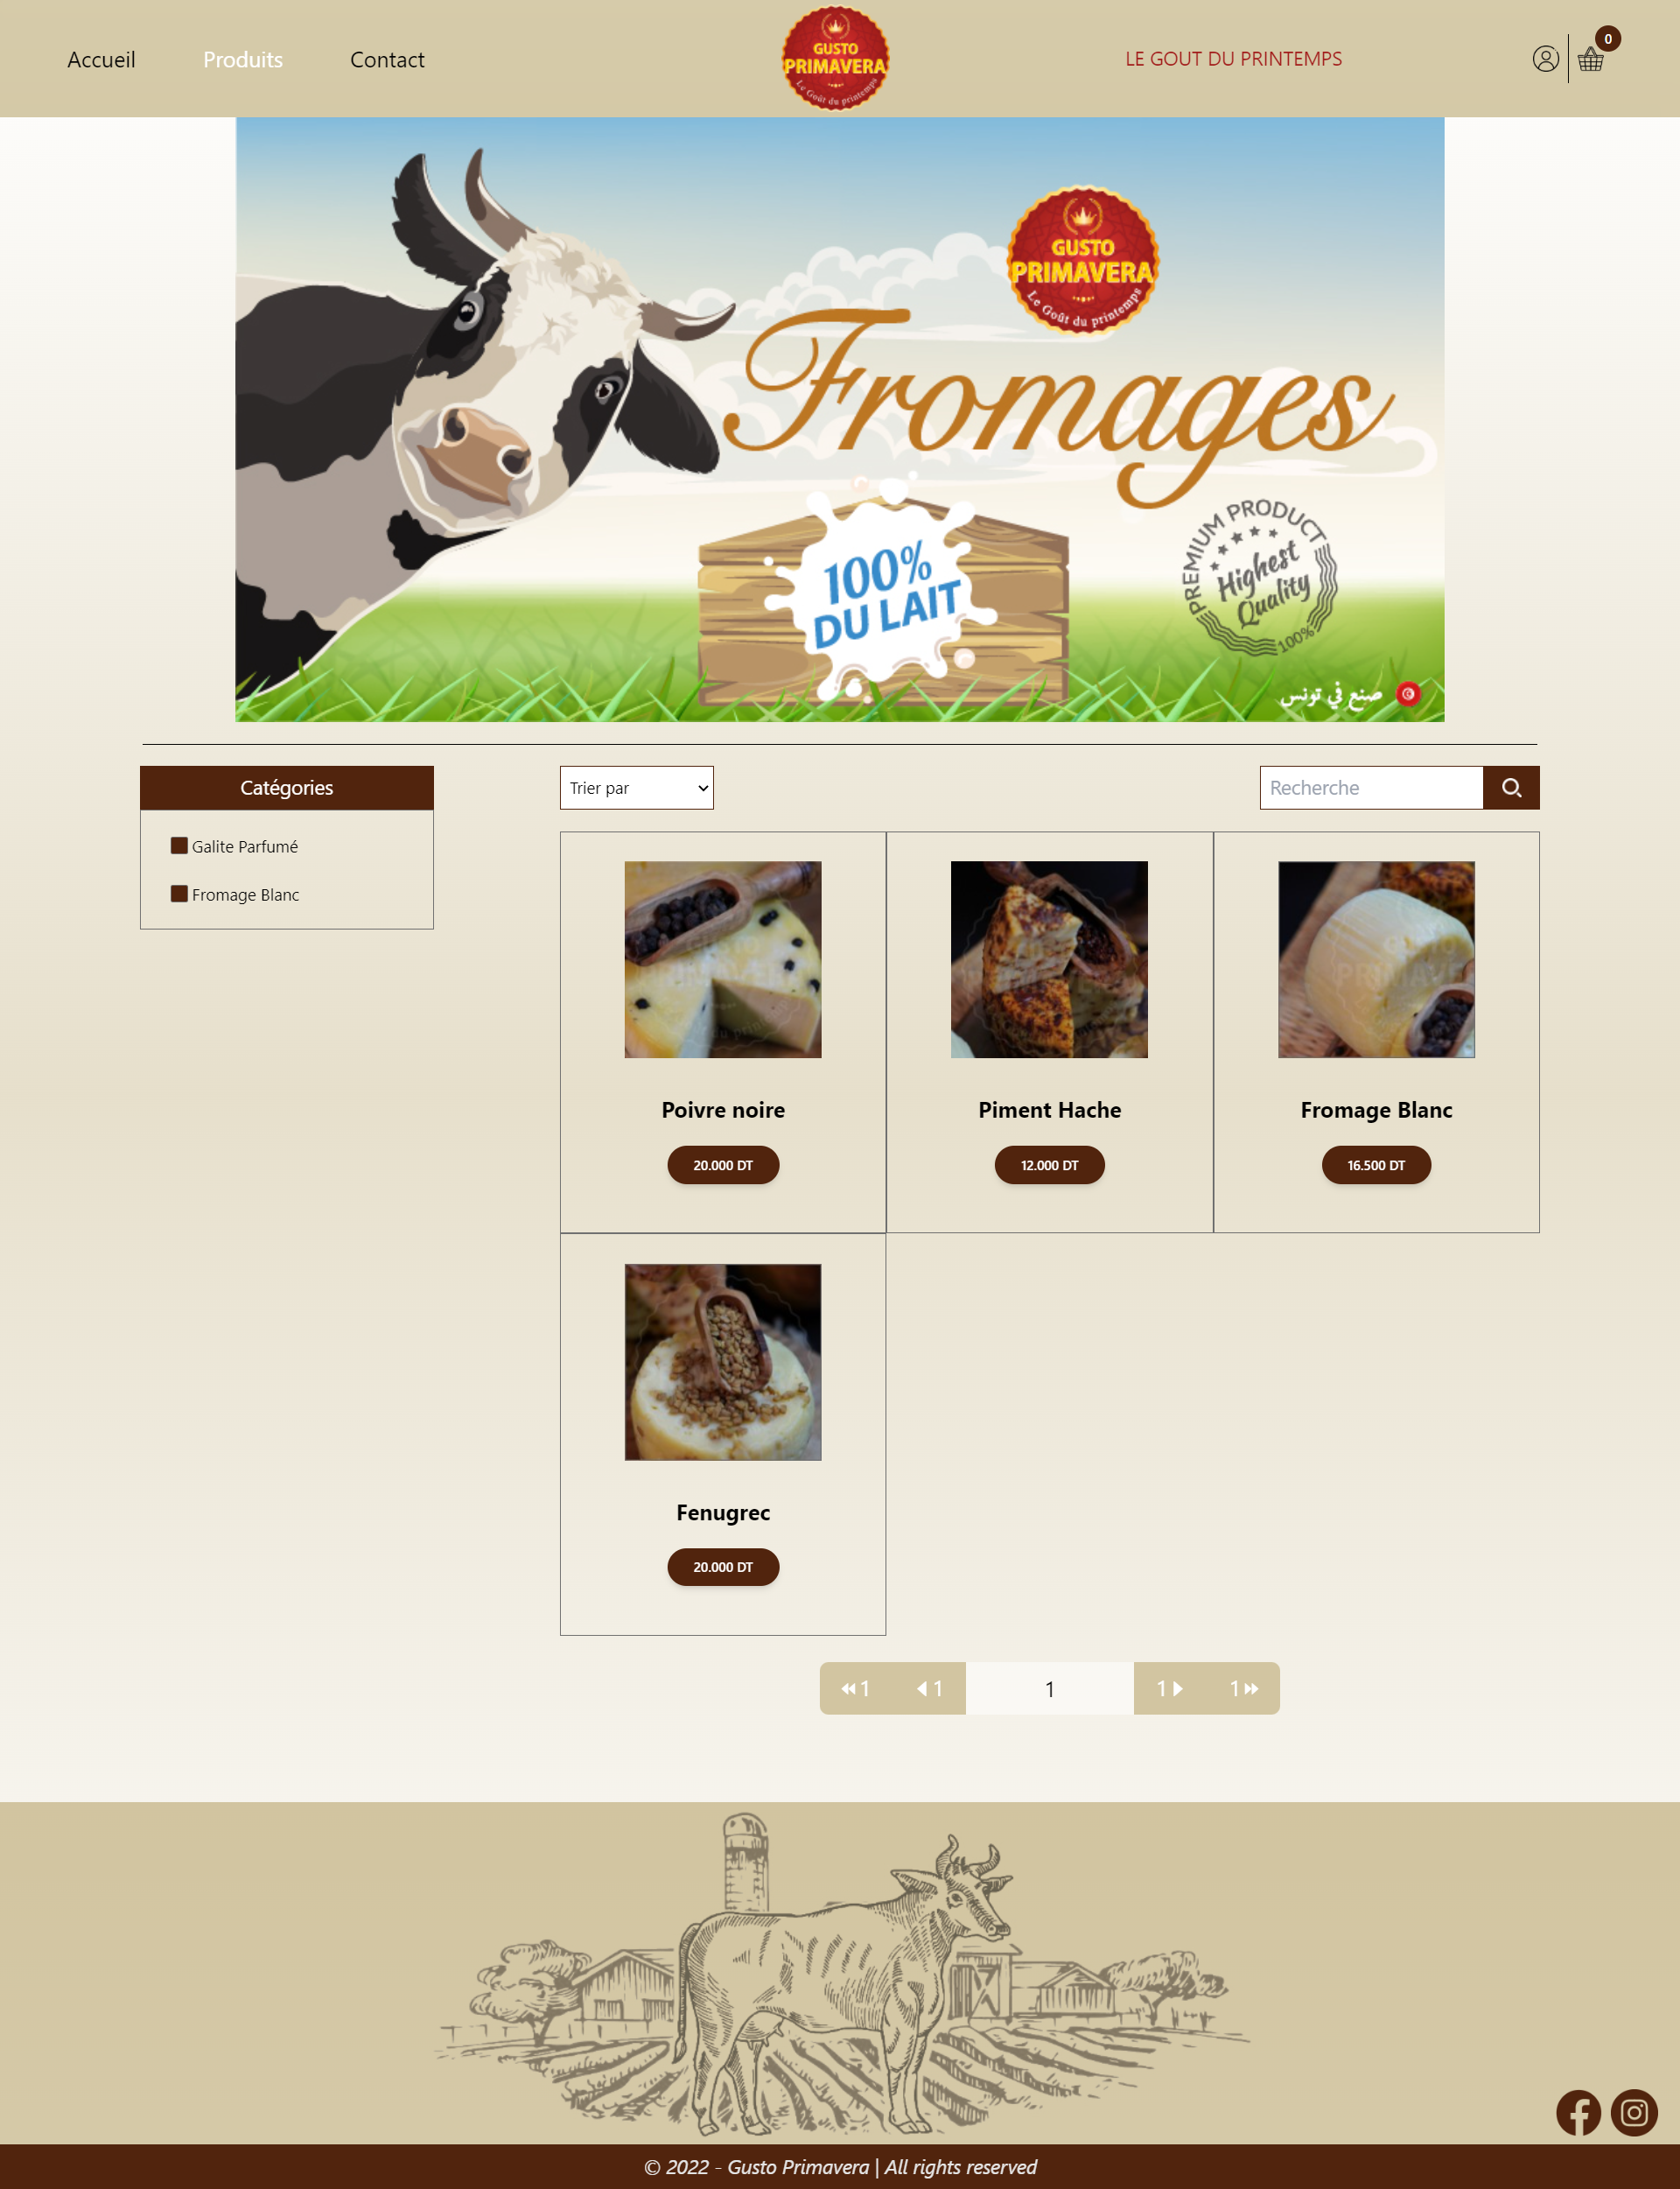 Accueil
Produits
Contact
GUSTO
PRIMAVERA
Le Goût du printemps
LE GOUT DU PRINTEMPS
0
GUSTO
PRIMAVERA
Le Goût du printemps
Fromages
100%
DU LAIT
PREMIUM PRODUCT
Highest
Quality
100%
صنع في تونس
Catégories
Galite Parfumé
Fromage Blanc
Trier par
Recherche
Poivre noire
20.000 DT
Piment Hache
12.000 DT
Fromage Blanc
16.500 DT
Fenugrec
20.000 DT
1
1
1
1
1
© 2022 - Gusto Primavera | All rights reserved